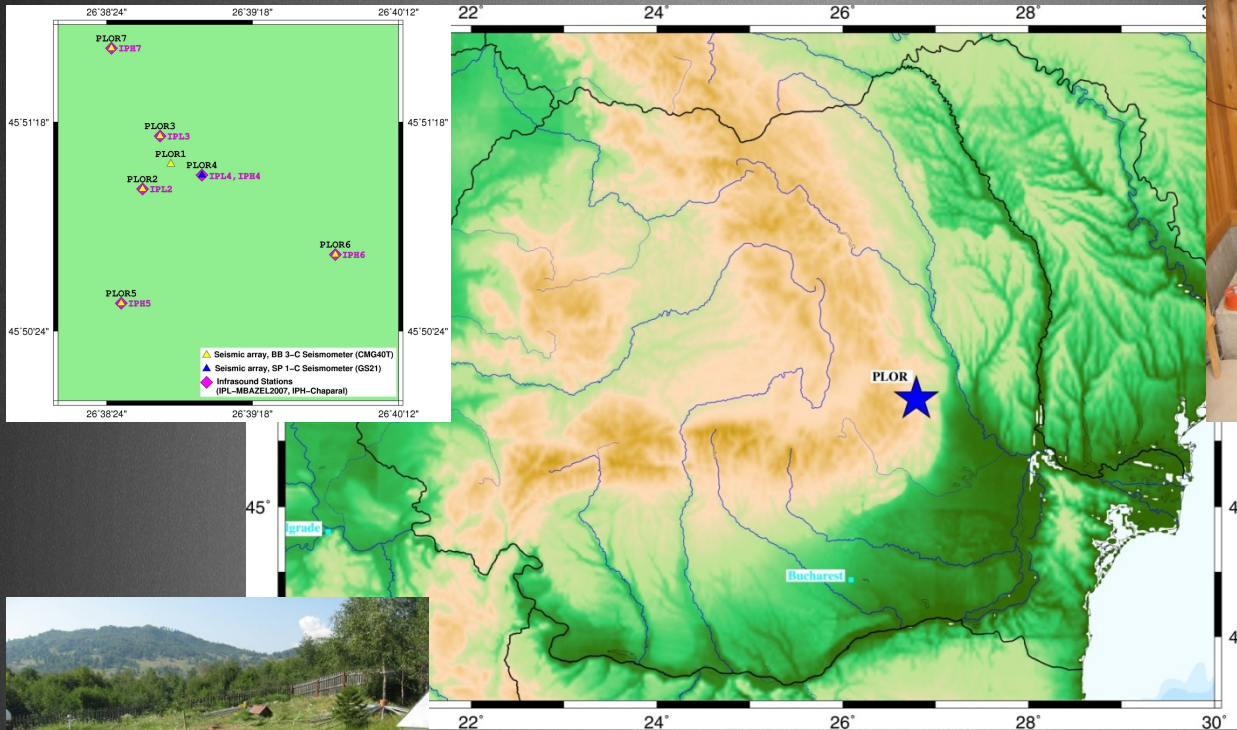 26˚38'24" 26˚39'18" 26˚40'12"
PLOR7
IPH7
45˚51'18" 45˚51'18"
PLOR3
IPL3
PLOR1
PLOR4
IPL4,IPH4
PLOR2
IPL2
PLOR6
IPH6
PLOR5
IPH5
45˚50'24" 45˚50'24"
Seismic array, BB 3−C Seismometer (CMG40T)
Seismic array, SP 1−C Seismometer (GS21)
Infrasound Stations
(IPL−MBAZEL2007, IPH−Chaparal)
26˚38'24" 26˚39'18" 26˚40'12"
22˚ 24˚ 26˚ 28˚
PLOR
45˚
lgrade
Bucharest
22˚ 24˚ 26˚ 28˚ 30˚